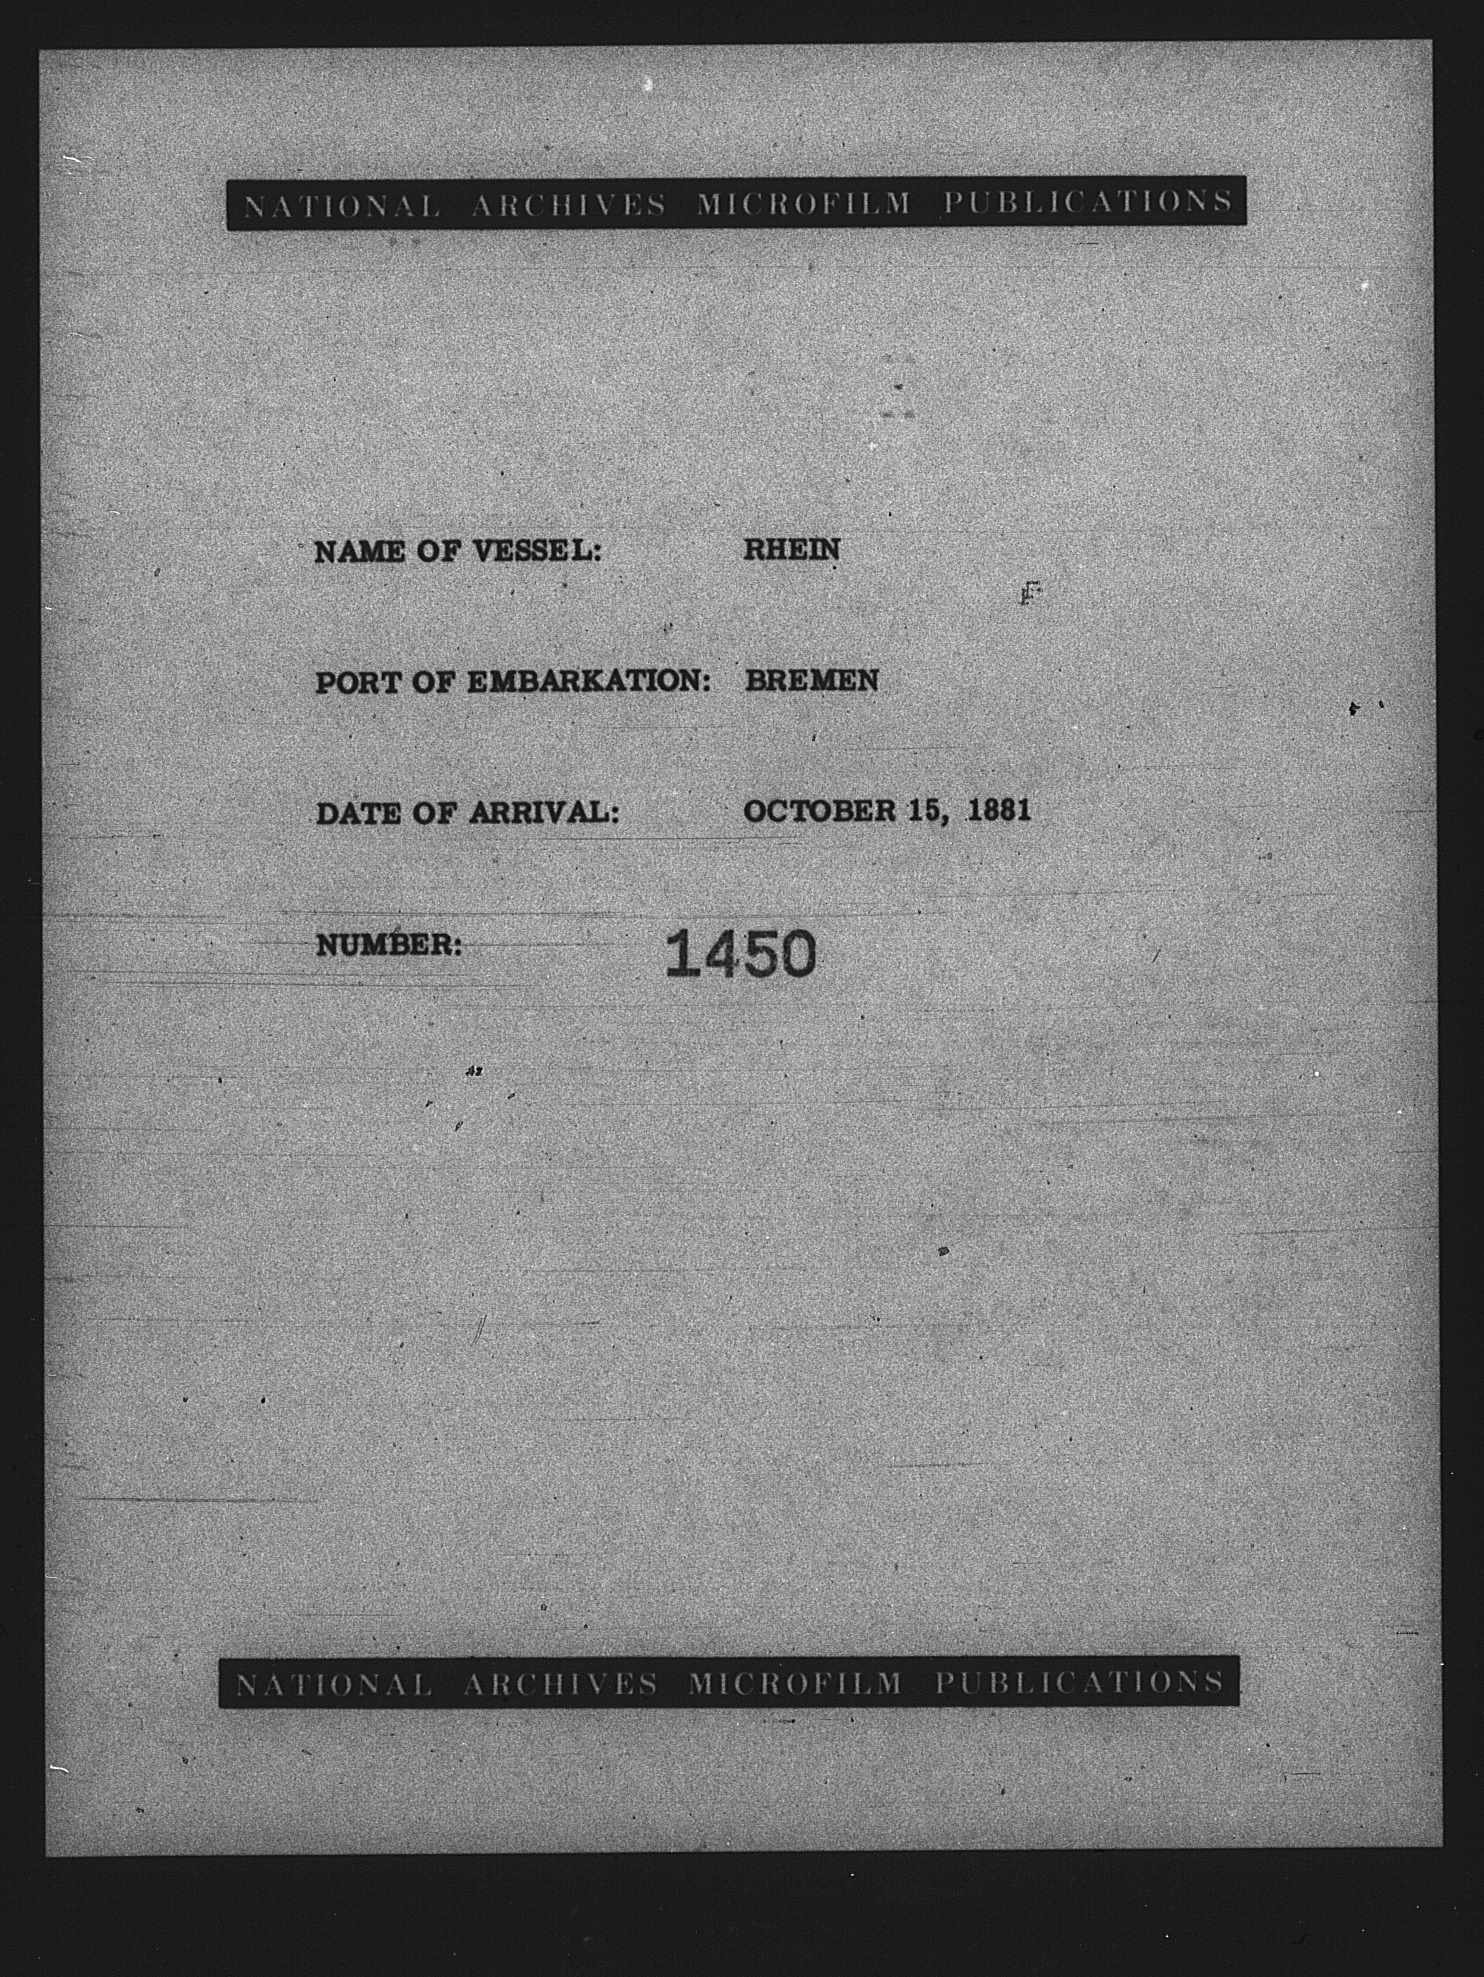 NATIONAL ARCHIVES MICROFILM PUBLICATIONS
NAME OF VESSEL: RHEIN
PORT OF EMBARKATION: BREMEN
DATE OF ARRIVAL: OCTOBER 15, 1881
NUMBER: 1450
NATIONAL ARCHIVES MICROFILM PUBLICATIONS